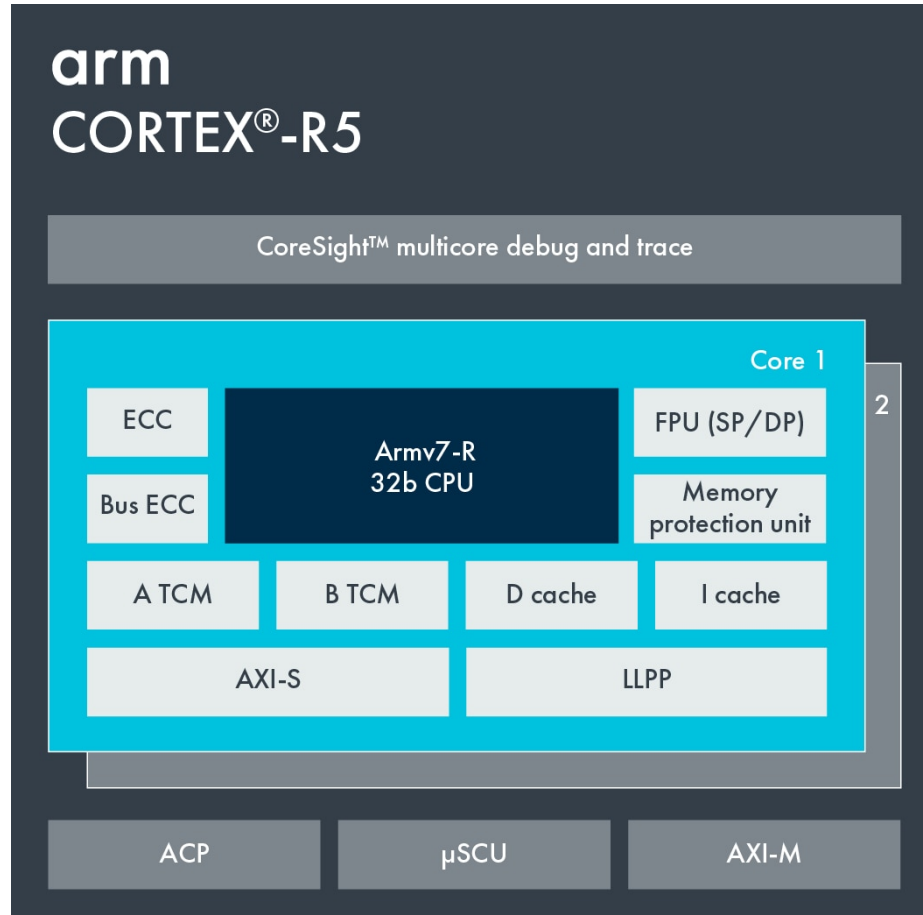 arm
CORTEX®-R5
CoreSight™ multicore debug and trace
Core 1
2
ECC
Armv7-R
32b CPU
FPU (SP/DP)
Bus ECC
Memory
protection unit
A TCM
B TCM
D cache
I cache
AXI-S
LLPP
ACP
µSCU
AXI-M